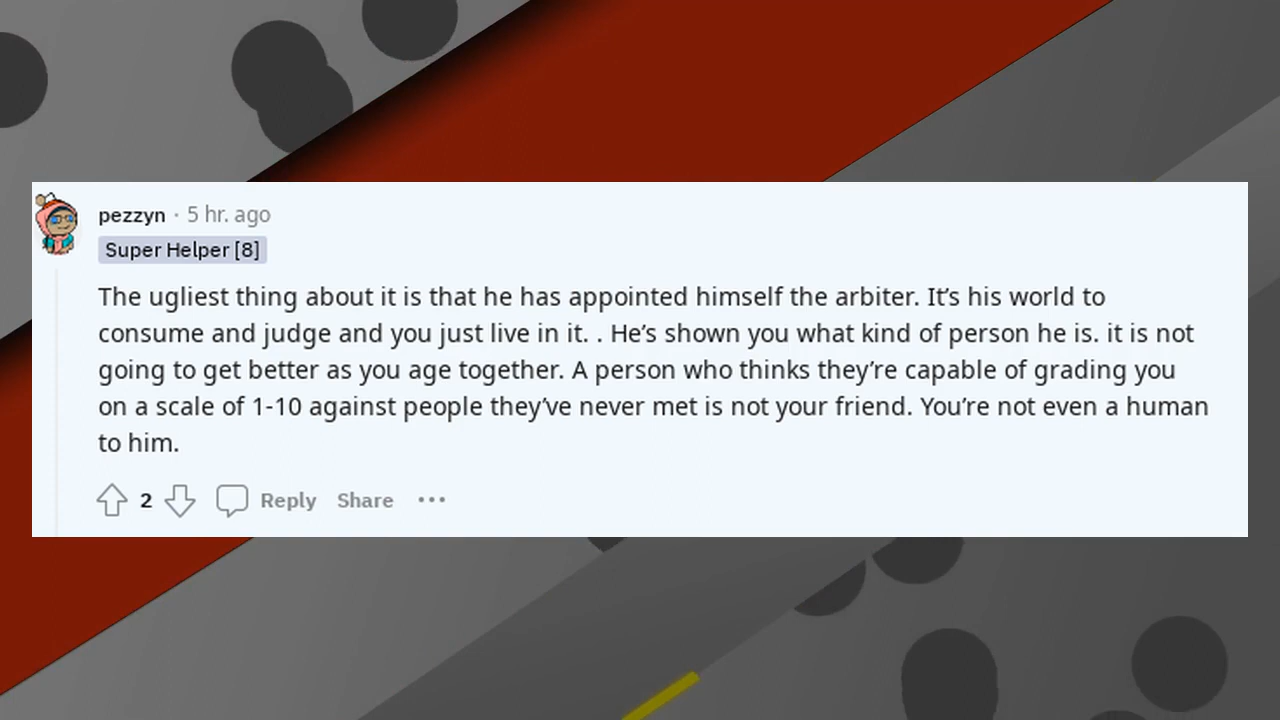 pezzyn · 5 hr. ago
Super Helper [8]
The ugliest thing about it is that he has appointed himself the arbiter. It’s his world to
consume and judge and you just live in it. . He’s shown you what kind of person he is. it is not
going to get better as you age together. A person who thinks they’re capable of grading you
on a scale of 1-10 against people they’ve never met is not your friend. You’re not even a human
to him.
2 Reply Share ···